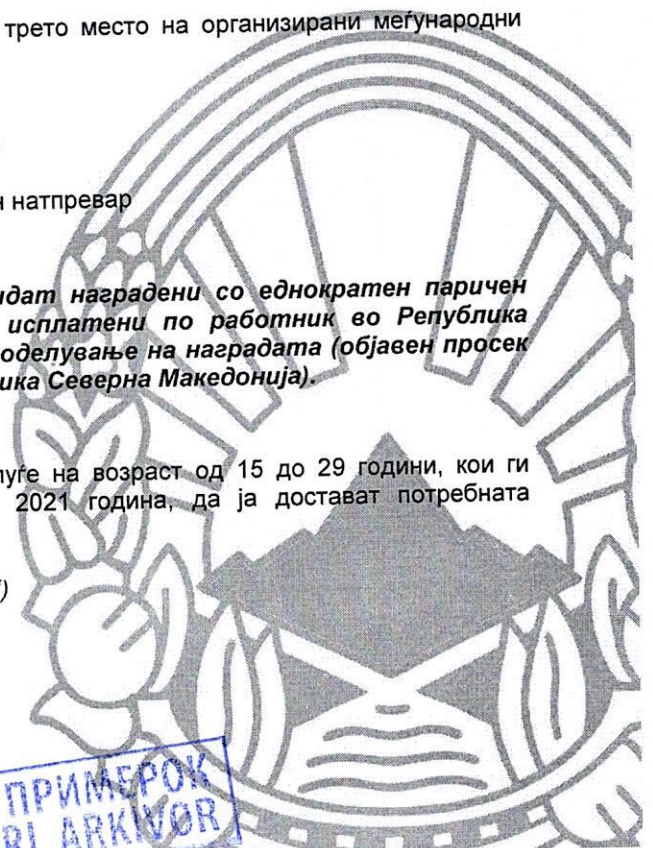 трето место на организирани меѓународни
н натпревар
идат наградени со еднократен паричен
исплатени по работник во Република
оделување на наградата (објавен просек
ика Северна Македонија).
луѓе на возраст од 15 до 29 години, кои ги
2021 година, да ја достават потребната
)
ПРИМЕРОК
RI ARKIVOR